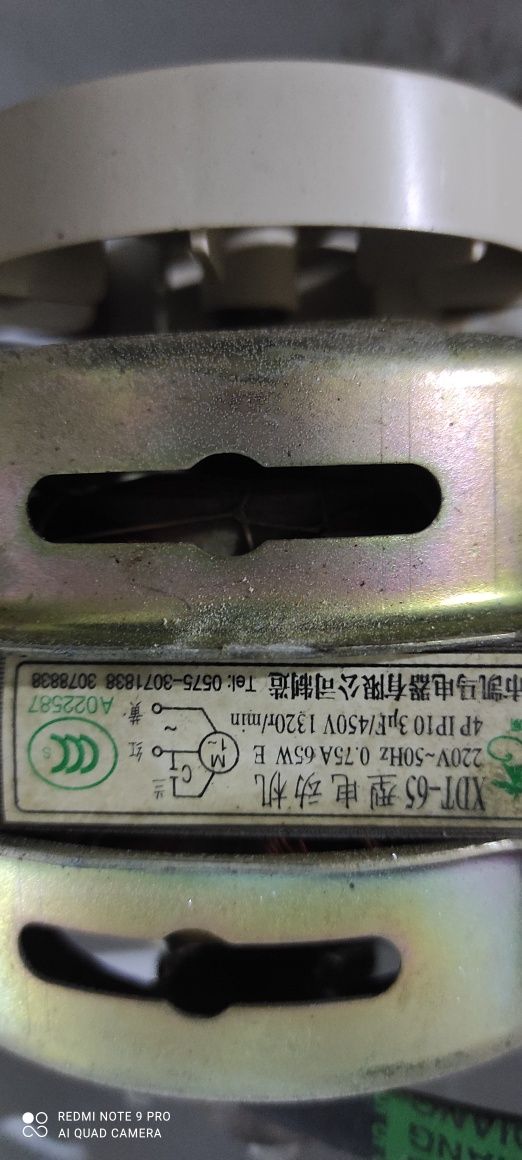 XDT-65型电动机
220V~50Hz 0.75A 65W E
4P IP10 3μF/450V 1320r/min
市凯马电器有限公司制造 Tel: 0575-3071838 3078838
兰
C
M
1~
红
~
黄
CCC S
A022587
REDMI NOTE 9 PRO
AI QUAD CAMERA